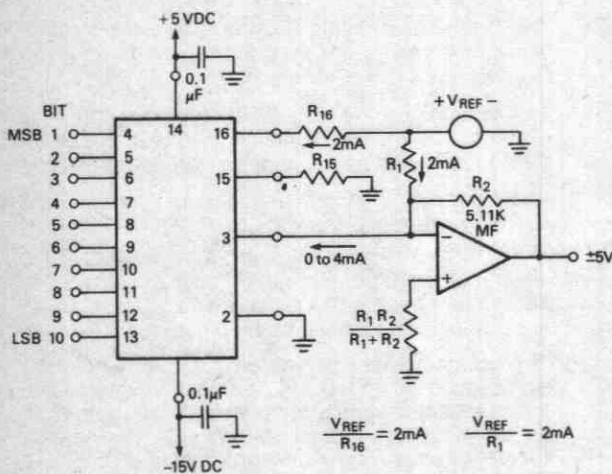 +5 VDC
0.1
μF
BIT
MSB 1 4
2 5
3 6
4 7
5 8
6 9
7 10
8 11
9 12
LSB 10 13
14
16
15
3
2
R16
2mA
+ VREF -
R1
2mA
R15
R2
5.11K
MF
0 to 4mA
-
+
±5V
R1 R2
R1 + R2
0.1μF
-15V DC
VREF
R16
= 2mA
VREF
R1
= 2mA